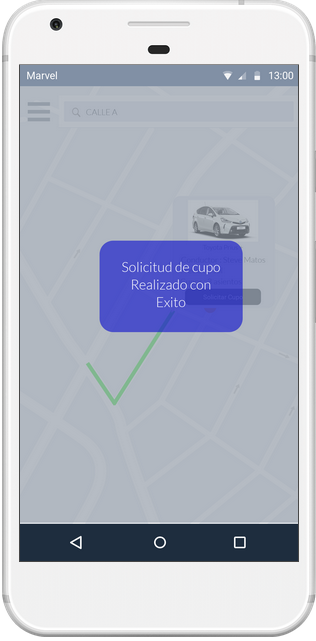 Marvel
13:00
CALLE A
Solicitud de cupo
Realizado con
Exito